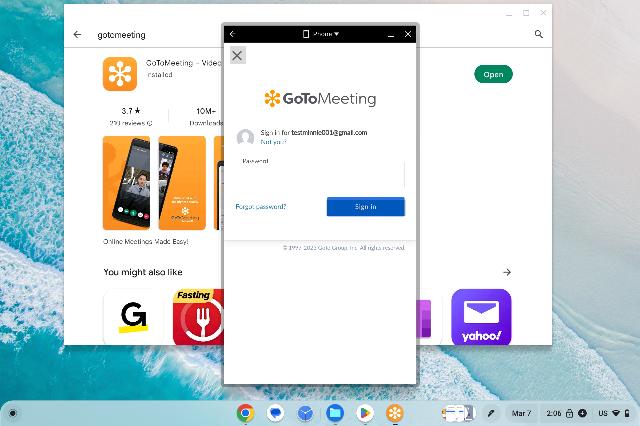 gotomeeting
GoToMeeting – Video
Installed
Open
3.7 ★
210 reviews
10M+
Downloads
Online Meetings Made Easy!
You might also like
Fasting
G
yahoo!
Phone
GoToMeeting
Sign in for testminnie001@gmail.com
Not you?
Password
Forgot password?
Sign in
© 1997-2023 GoTo Group, Inc. All rights reserved.
Mar 7
2:06
US